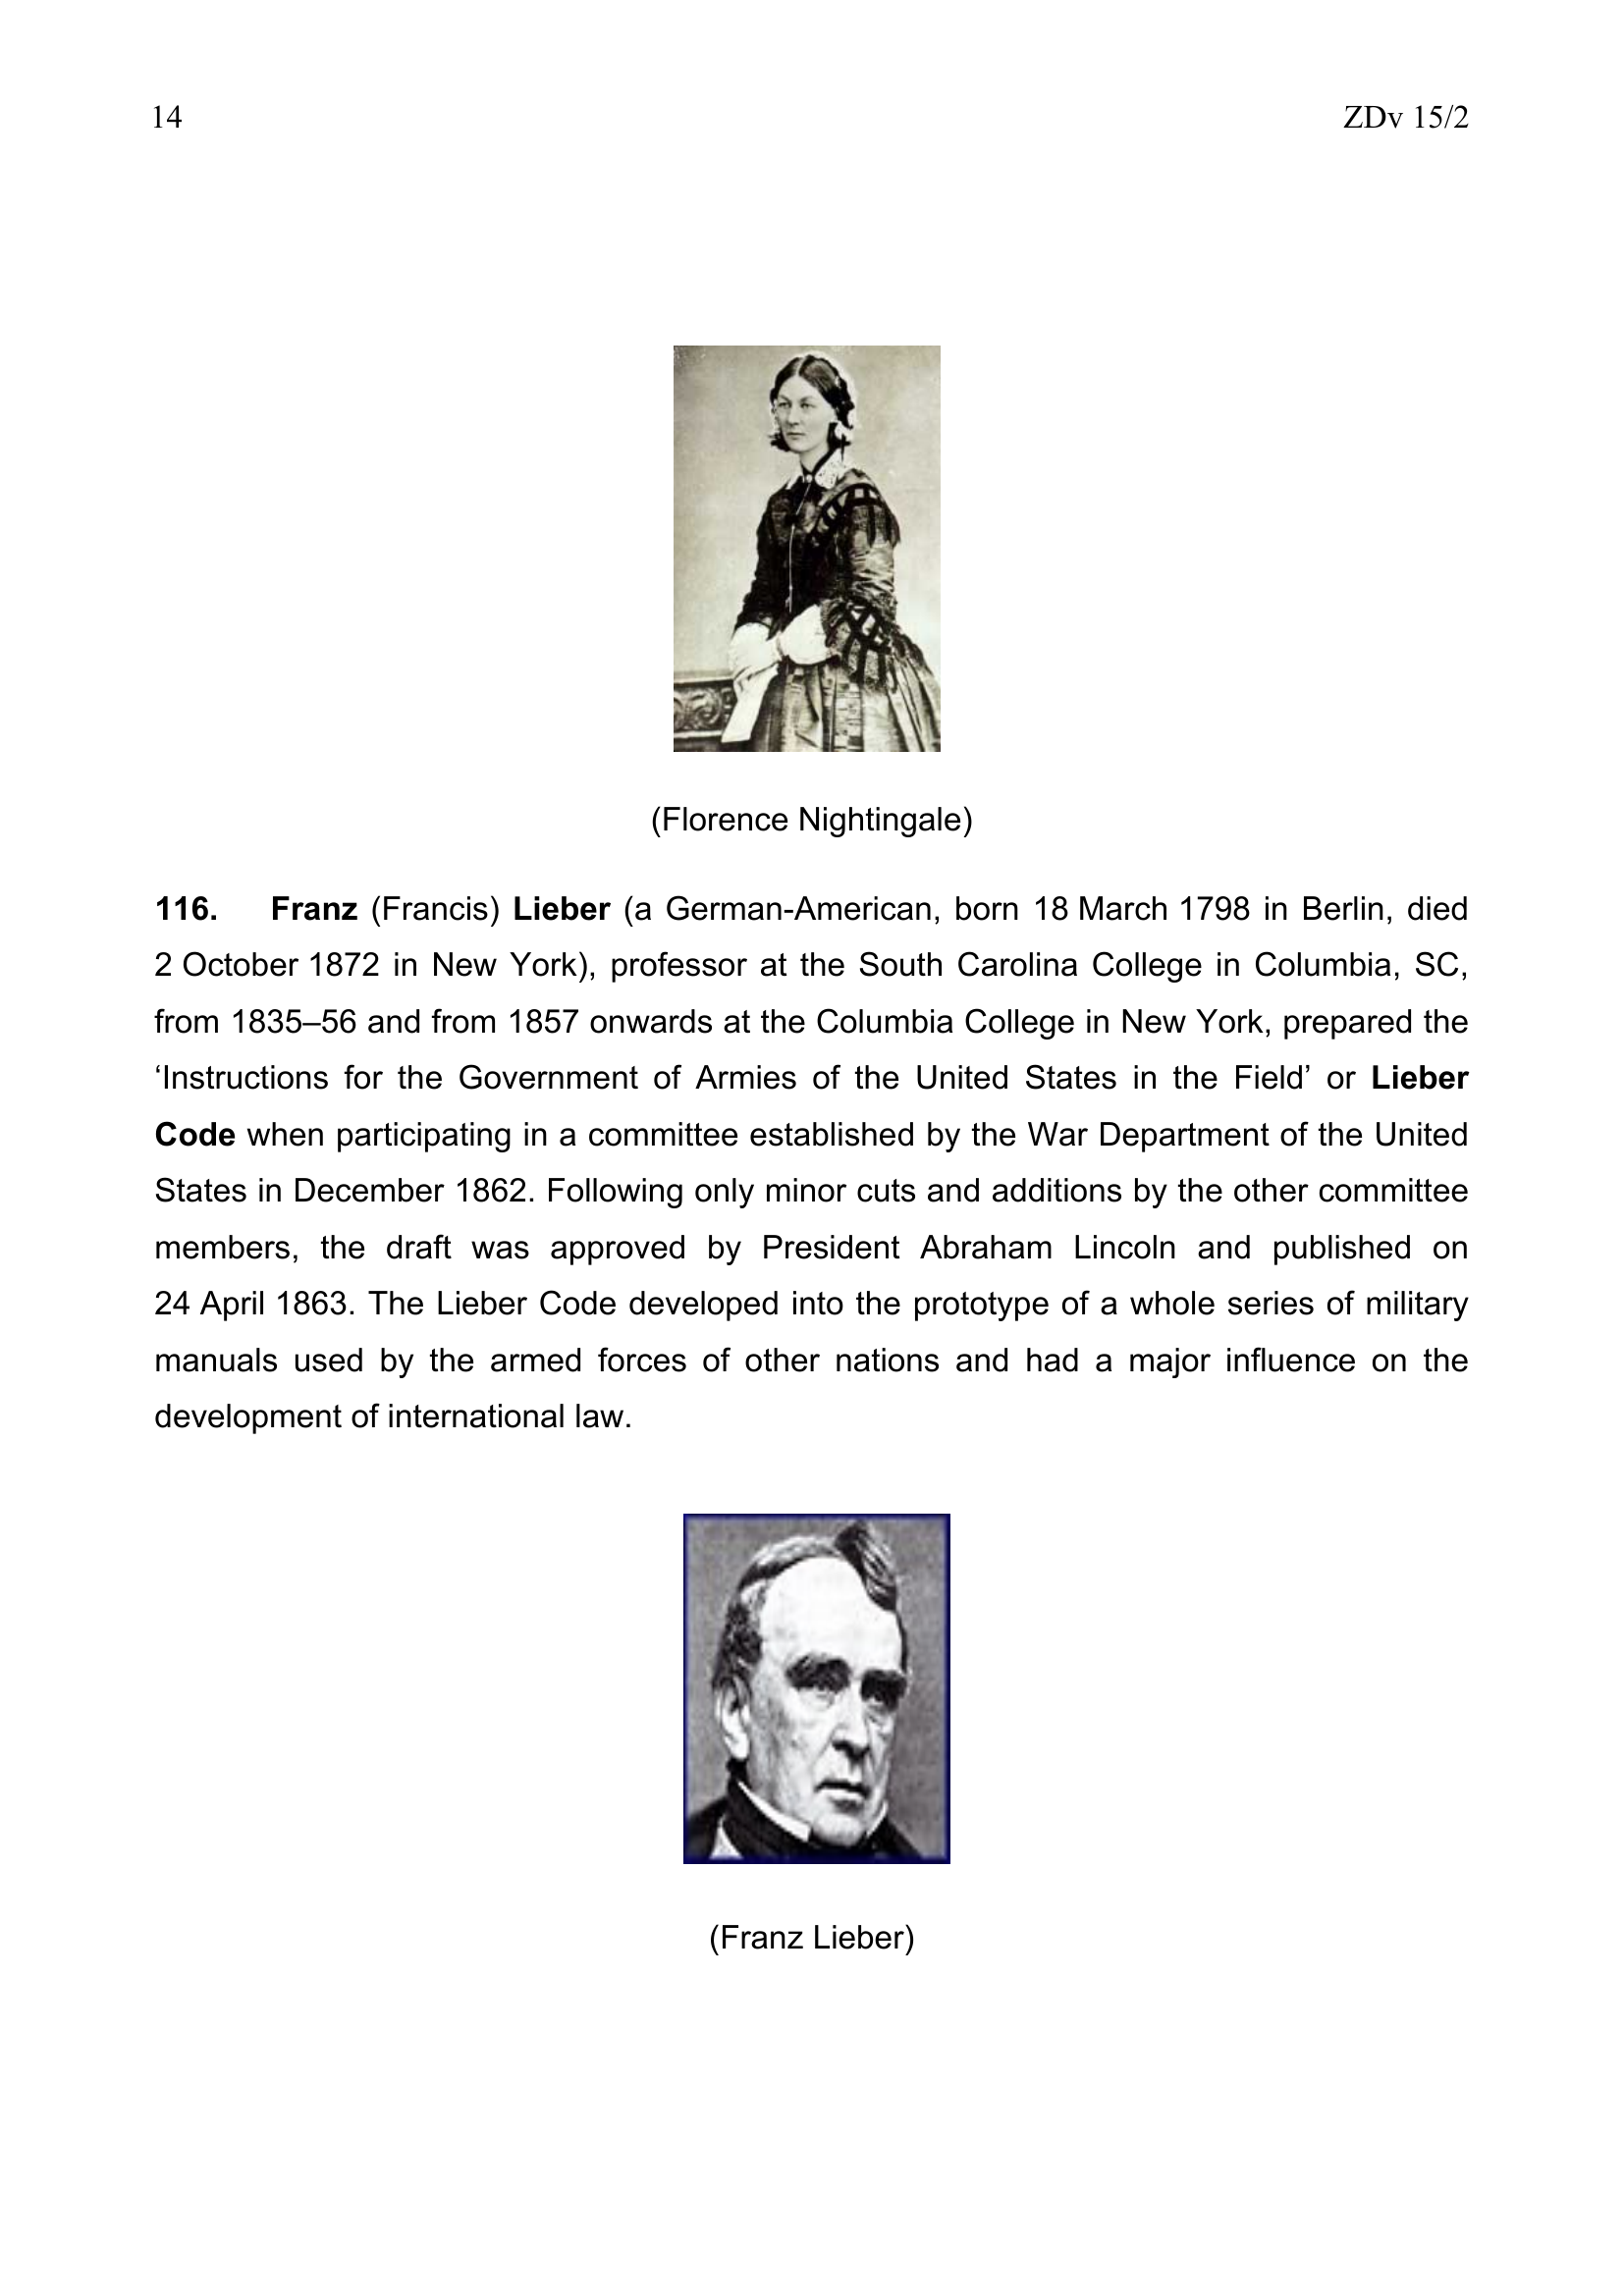 14 ZDv 15/2
(Florence Nightingale)
116. Franz (Francis) Lieber (a German-American, born 18 March 1798 in Berlin, died
2 October 1872 in New York), professor at the South Carolina College in Columbia, SC,
from 1835–56 and from 1857 onwards at the Columbia College in New York, prepared the
‘Instructions for the Government of Armies of the United States in the Field’ or Lieber
Code when participating in a committee established by the War Department of the United
States in December 1862. Following only minor cuts and additions by the other committee
members, the draft was approved by President Abraham Lincoln and published on
24 April 1863. The Lieber Code developed into the prototype of a whole series of military
manuals used by the armed forces of other nations and had a major influence on the
development of international law.
(Franz Lieber)